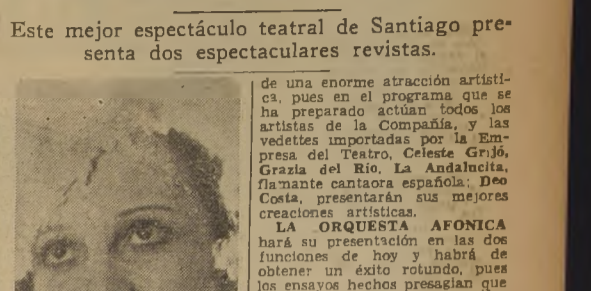 Este mejor espectáculo teatral de Santiago pre-
senta dos espectaculares revistas.
de una enorme atracción artísti-
ca, pues en el programa que se
ha preparado actúan todos los
artistas de la Compañía, y las
vedettes importadas por la Em-
presa del Teatro, Celeste Grijó,
Grazia del Río, La Andalucita,
flamante cantaora española; Deo
Costa, presentarán sus mejores
creaciones artísticas.
LA ORQUESTA AFONICA
hará su presentación en las dos
funciones de hoy y habrá de
obtener un éxito rotundo, pues
los ensayos hechos presagian que